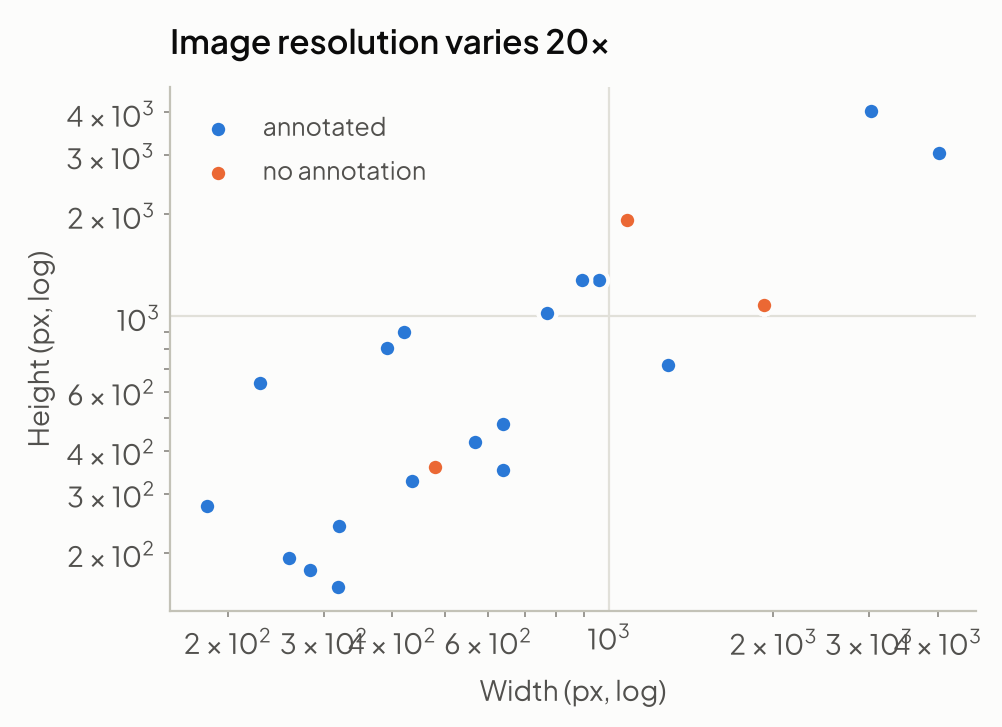 Image resolution varies 20×
annotated
no annotation
Height (px, log)
4 × 10³
3 × 10³
2 × 10³
10³
6 × 10²
4 × 10²
3 × 10²
2 × 10²
2 × 10² 3 × 10² 4 × 10² 6 × 10² 10³ 2 × 10³ 3 × 10³ 4 × 10³
Width (px, log)